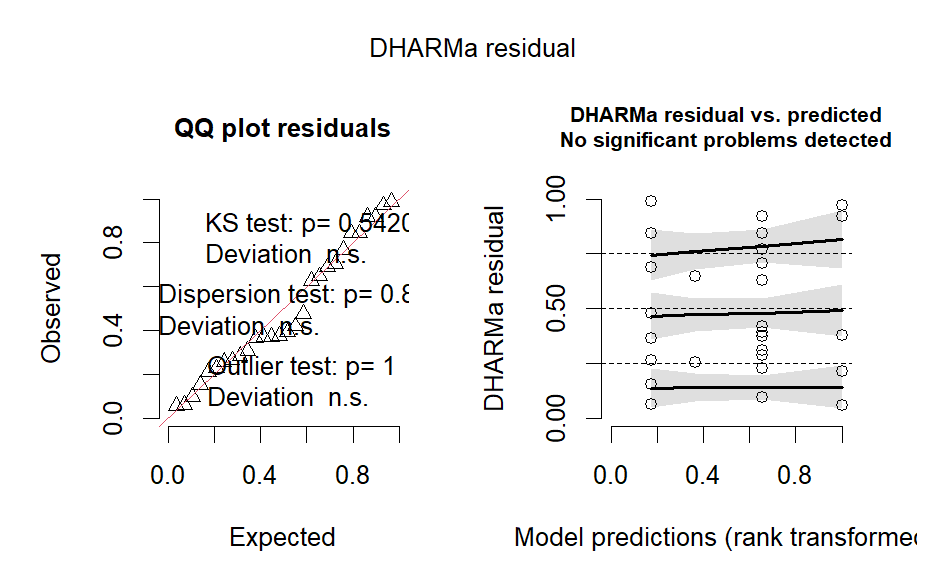 DHARMa residual
QQ plot residuals
KS test: p= 0.5420
Deviation n.s.
Dispersion test: p= 0.8
Deviation n.s.
Outlier test: p= 1
Deviation n.s.
Observed
0.0 0.4 0.8
0.0 0.4 0.8
Expected
DHARMa residual vs. predicted
No significant problems detected
DHARMa residual
0.00 0.50 1.00
0.0 0.4 0.8
Model predictions (rank transformed